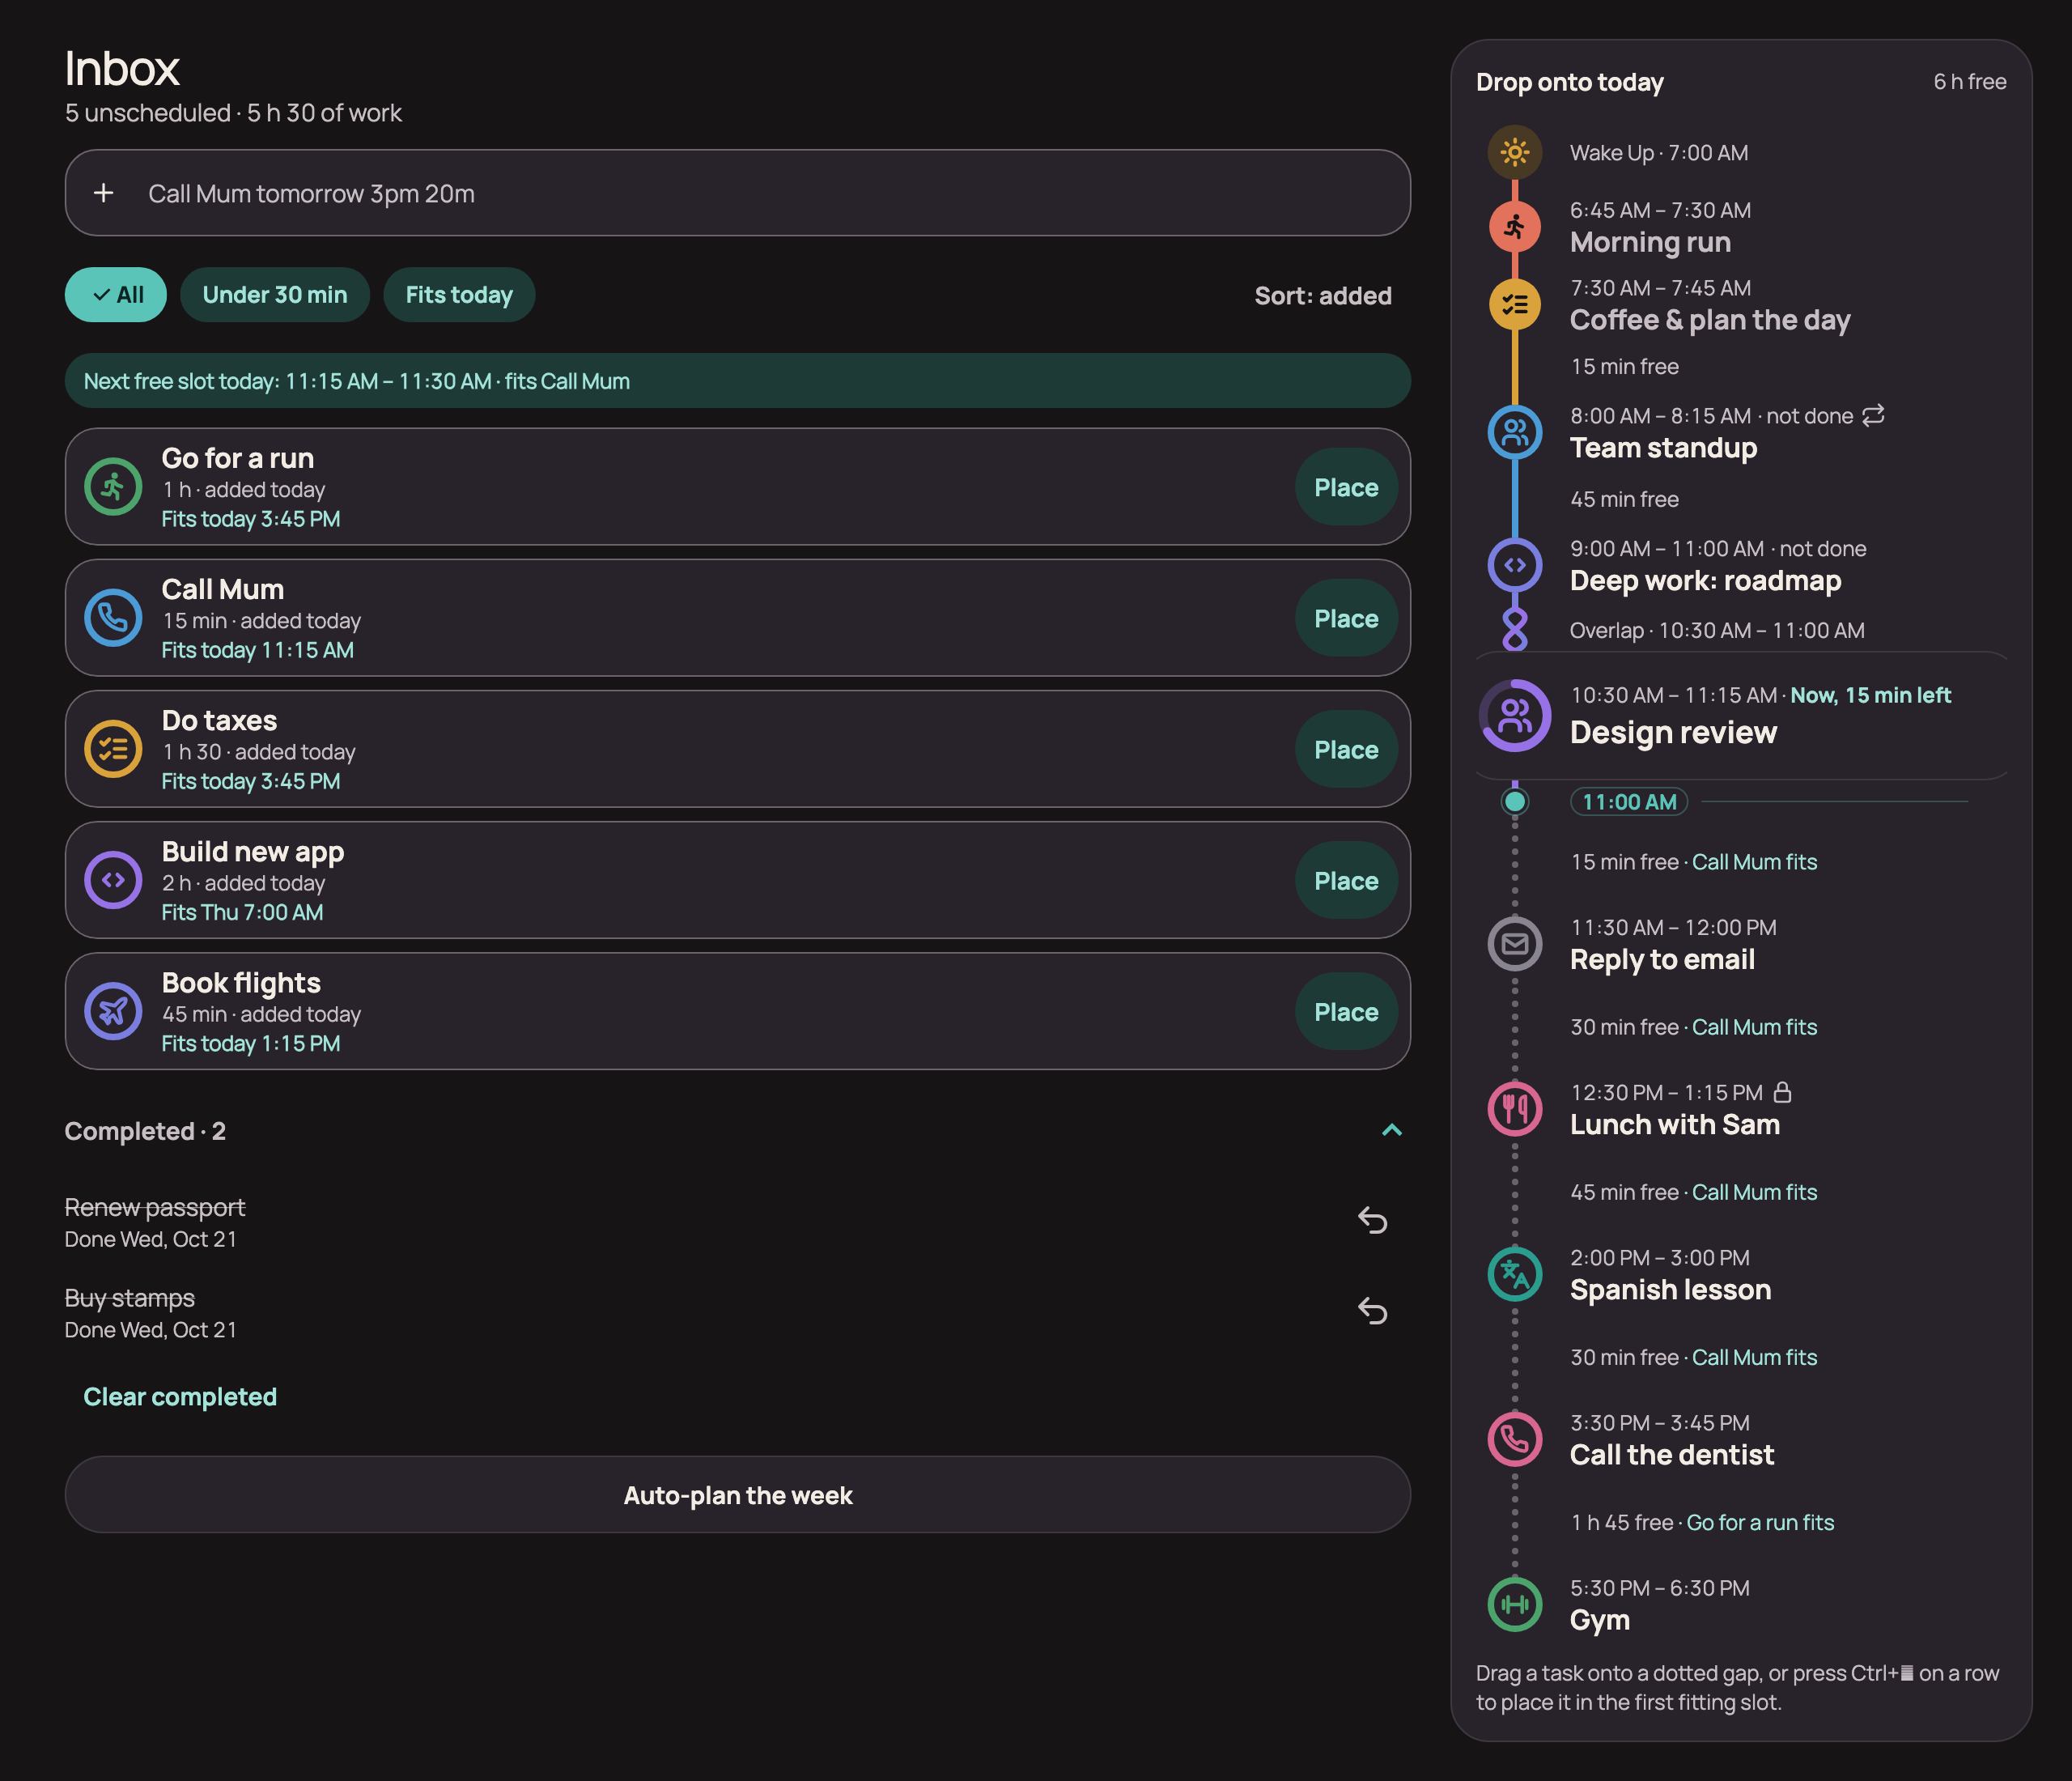 Inbox
5 unscheduled · 5 h 30 of work
Call Mum tomorrow 3pm 20m
All
Under 30 min
Fits today
Sort: added
Next free slot today: 11:15 AM – 11:30 AM · fits Call Mum
Go for a run
1 h · added today
Fits today 3:45 PM
Place
Call Mum
15 min · added today
Fits today 11:15 AM
Place
Do taxes
1 h 30 · added today
Fits today 3:45 PM
Place
Build new app
2 h · added today
Fits Thu 7:00 AM
Place
Book flights
45 min · added today
Fits today 1:15 PM
Place
Completed · 2
Renew passport
Done Wed, Oct 21
Buy stamps
Done Wed, Oct 21
Clear completed
Auto-plan the week
Drop onto today
6 h free
Wake Up · 7:00 AM
6:45 AM – 7:30 AM
Morning run
7:30 AM – 7:45 AM
Coffee & plan the day
15 min free
8:00 AM – 8:15 AM · not done
Team standup
45 min free
9:00 AM – 11:00 AM · not done
Deep work: roadmap
Overlap · 10:30 AM – 11:00 AM
10:30 AM – 11:15 AM · Now, 15 min left
Design review
11:00 AM
15 min free · Call Mum fits
11:30 AM – 12:00 PM
Reply to email
30 min free · Call Mum fits
12:30 PM – 1:15 PM
Lunch with Sam
45 min free · Call Mum fits
2:00 PM – 3:00 PM
Spanish lesson
30 min free · Call Mum fits
3:30 PM – 3:45 PM
Call the dentist
1 h 45 free · Go for a run fits
5:30 PM – 6:30 PM
Gym
Drag a task onto a dotted gap, or press Ctrl+ on a row
to place it in the first fitting slot.